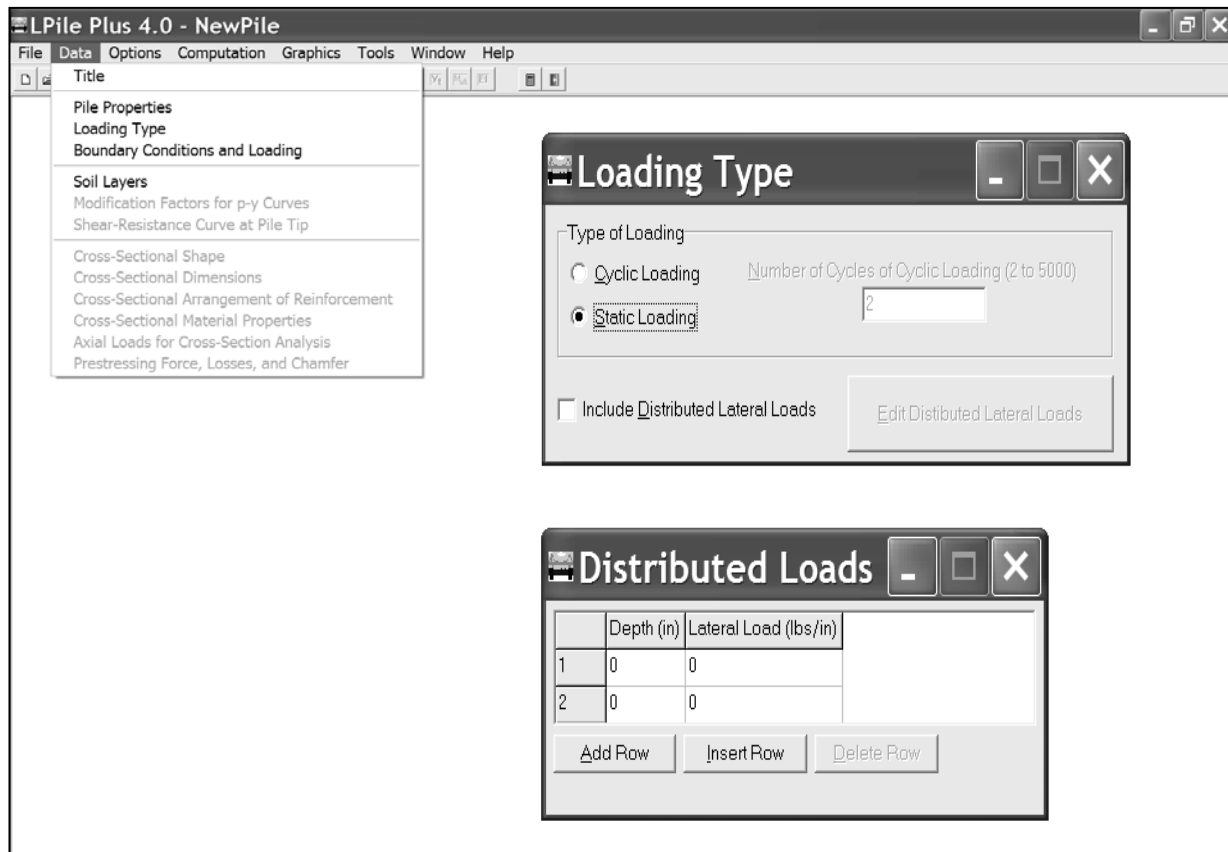 LPile Plus 4.0 - NewPile
File Data Options Computation Graphics Tools Window Help
Title
Pile Properties
Loading Type
Boundary Conditions and Loading
Soil Layers
Modification Factors for p-y Curves
Shear-Resistance Curve at Pile Tip
Cross-Sectional Shape
Cross-Sectional Dimensions
Cross-Sectional Arrangement of Reinforcement
Cross-Sectional Material Properties
Axial Loads for Cross-Section Analysis
Prestressing Force, Losses, and Chamfer
Loading Type
Type of Loading
Cyclic Loading
Number of Cycles of Cyclic Loading (2 to 5000)
2
Static Loading
Include Distributed Lateral Loads
Edit Distibuted Lateral Loads
Distributed Loads
Depth (in) Lateral Load (lbs/in)
1 0 0
2 0 0
Add Row Insert Row Delete Row